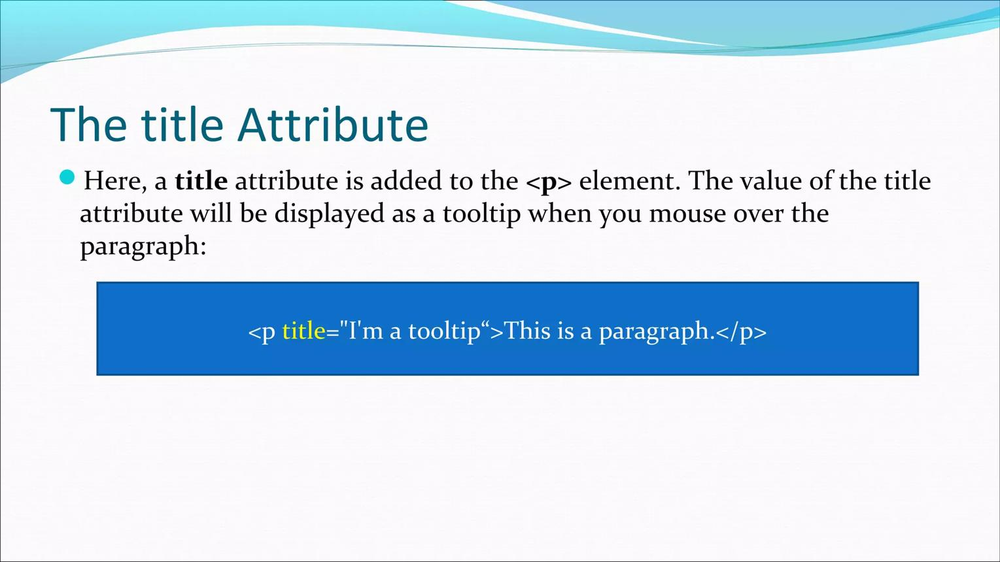 The title Attribute
Here, a title attribute is added to the <p> element. The value of the title
attribute will be displayed as a tooltip when you mouse over the
paragraph:
<p title="I'm a tooltip“>This is a paragraph.</p>